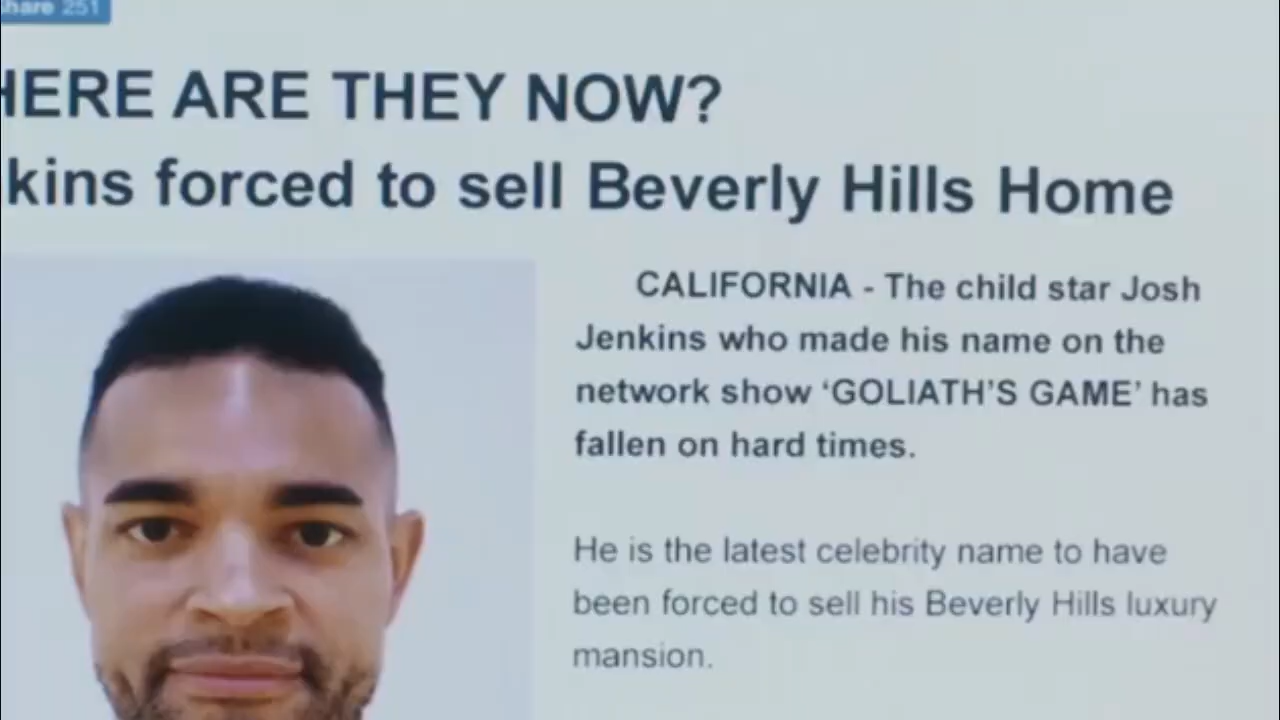 Share 251
HERE ARE THEY NOW?
kins forced to sell Beverly Hills Home
CALIFORNIA - The child star Josh
Jenkins who made his name on the
network show ‘GOLIATH’S GAME’ has
fallen on hard times.
He is the latest celebrity name to have
been forced to sell his Beverly Hills luxury
mansion.